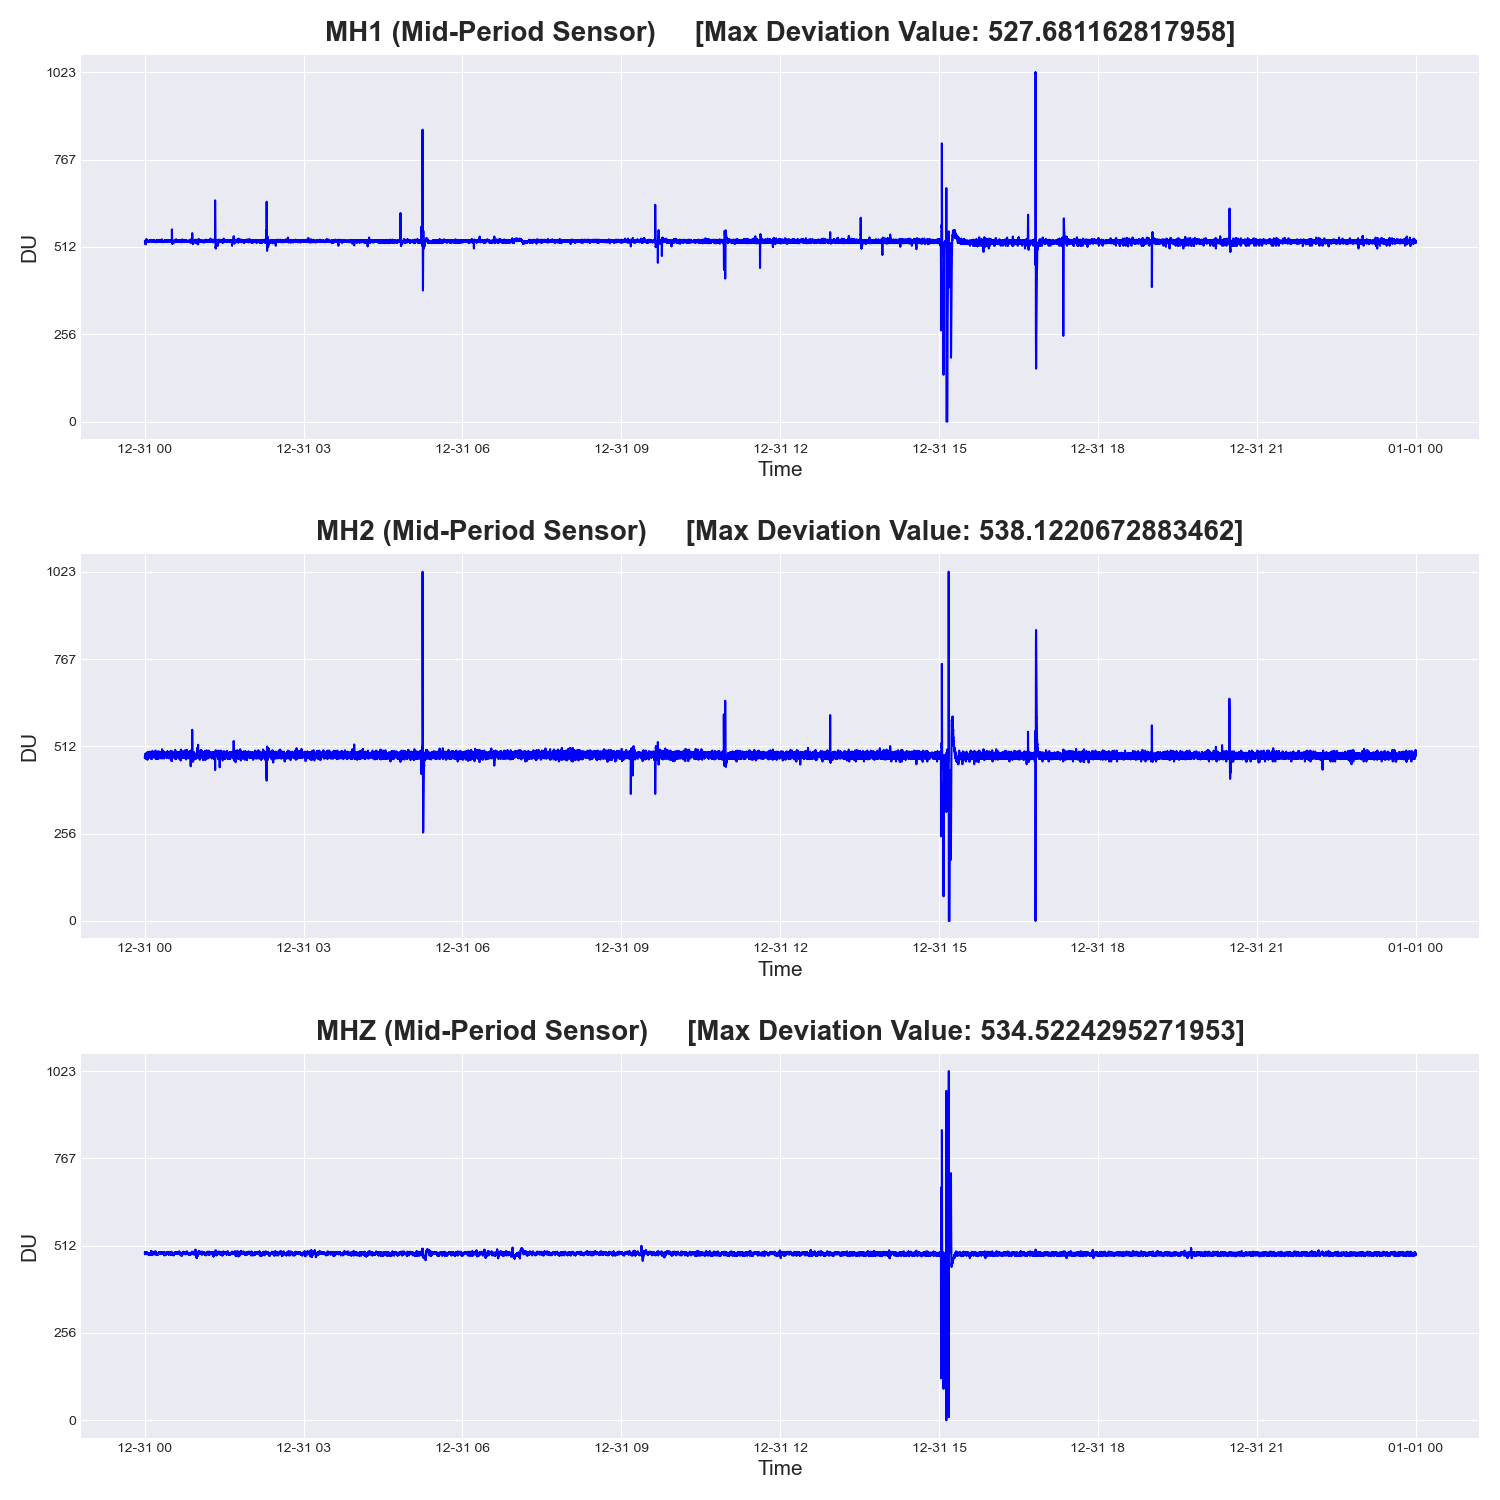 MH1 (Mid-Period Sensor) [Max Deviation Value: 527.681162817958]
1023
767
512
256
0
DU
12-31 00 12-31 03 12-31 06 12-31 09 12-31 12 12-31 15 12-31 18 12-31 21 01-01 00
Time
MH2 (Mid-Period Sensor) [Max Deviation Value: 538.1220672883462]
1023
767
512
256
0
DU
12-31 00 12-31 03 12-31 06 12-31 09 12-31 12 12-31 15 12-31 18 12-31 21 01-01 00
Time
MHZ (Mid-Period Sensor) [Max Deviation Value: 534.5224295271953]
1023
767
512
256
0
DU
12-31 00 12-31 03 12-31 06 12-31 09 12-31 12 12-31 15 12-31 18 12-31 21 01-01 00
Time